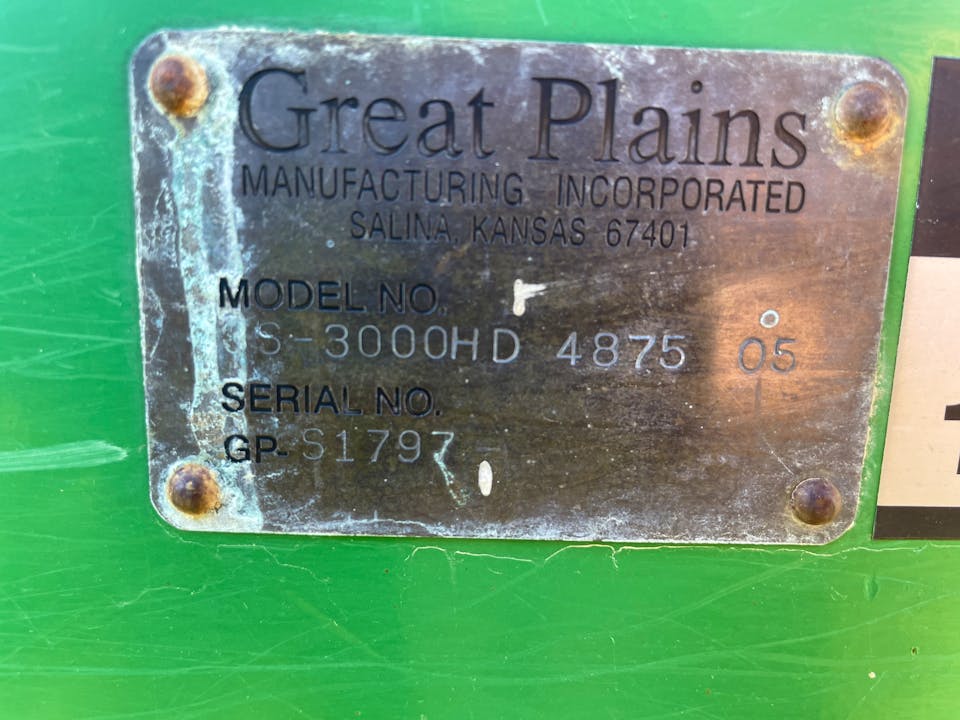 Great Plains
MANUFACTURING INCORPORATED
SALINA, KANSAS 67401
MODEL NO.
S-3000HD 4875 05
SERIAL NO.
GP-S1797-